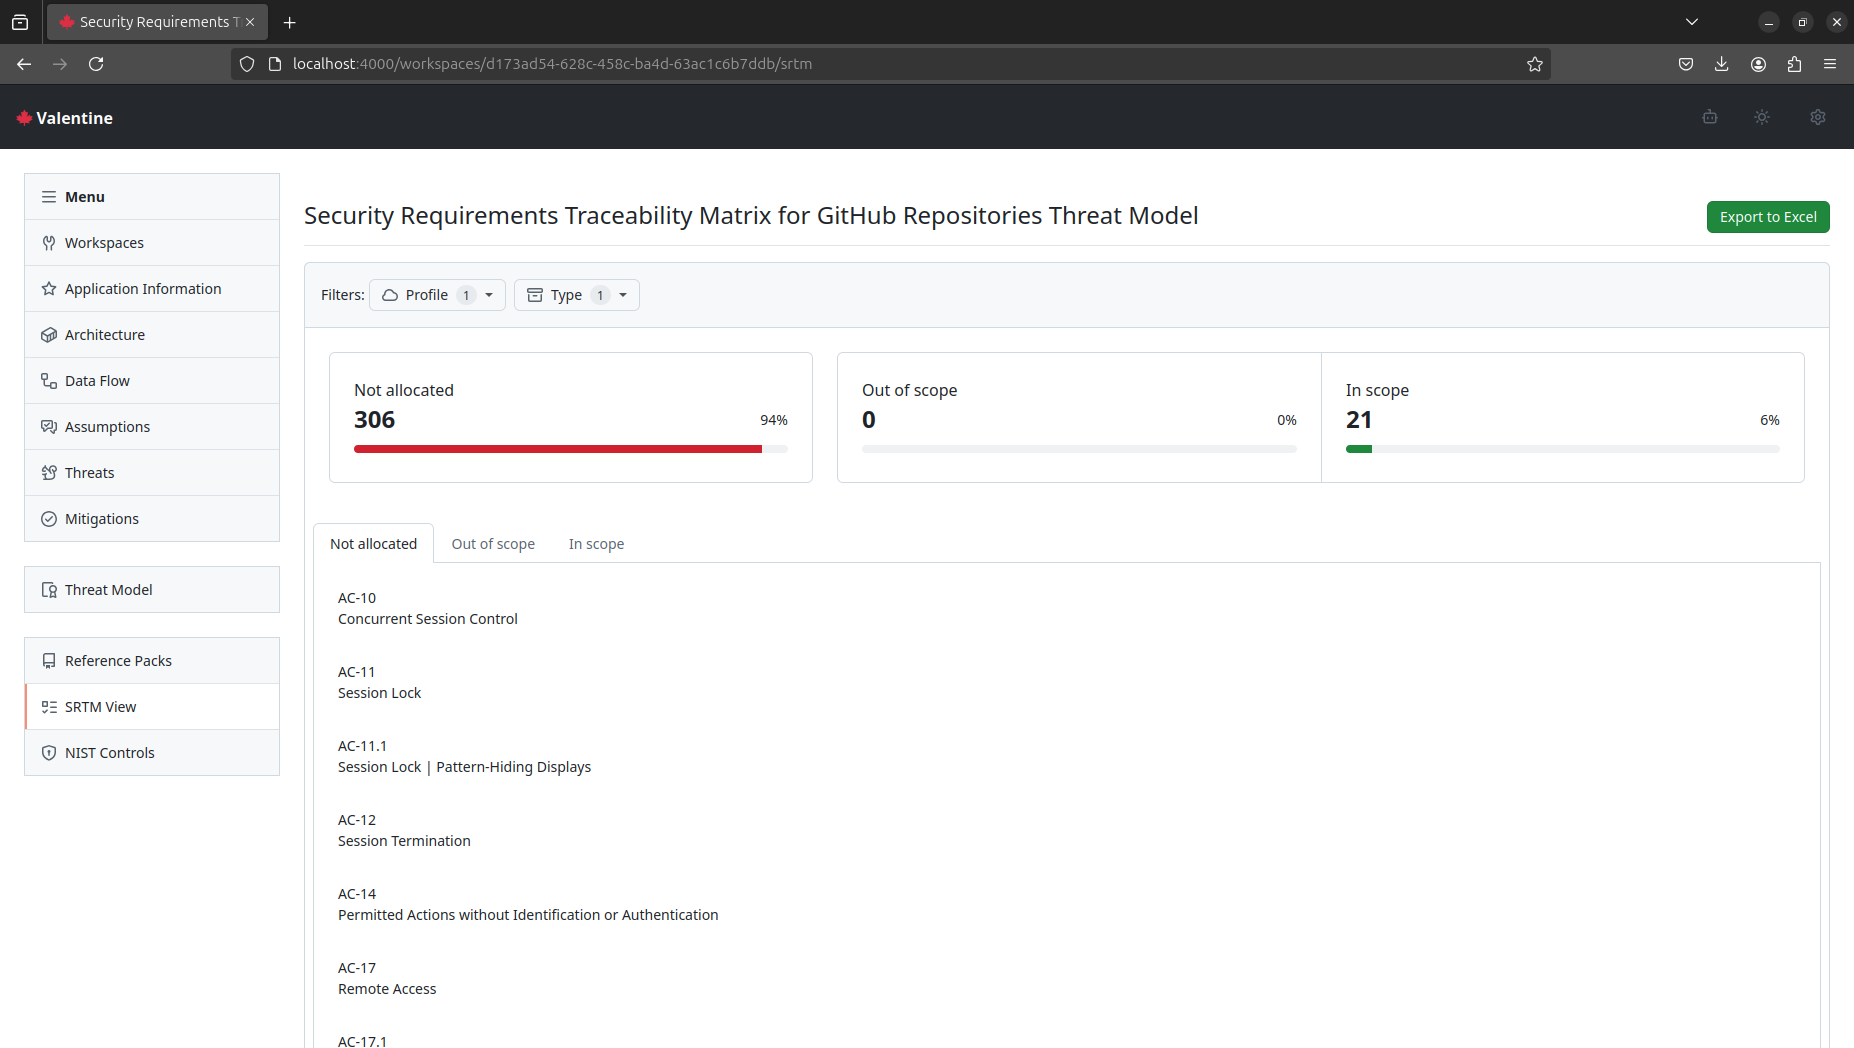 Security Requirements T
localhost:4000/workspaces/d173ad54-628c-458c-ba4d-63ac1c6b7ddb/srtm
Valentine
Menu
Workspaces
Application Information
Architecture
Data Flow
Assumptions
Threats
Mitigations
Threat Model
Reference Packs
SRTM View
NIST Controls
Security Requirements Traceability Matrix for GitHub Repositories Threat Model
Export to Excel
Filters: Profile 1 Type 1
Not allocated
306 94%
Out of scope
0 0%
In scope
21 6%
Not allocated Out of scope In scope
AC-10
Concurrent Session Control
AC-11
Session Lock
AC-11.1
Session Lock | Pattern-Hiding Displays
AC-12
Session Termination
AC-14
Permitted Actions without Identification or Authentication
AC-17
Remote Access
AC-17.1